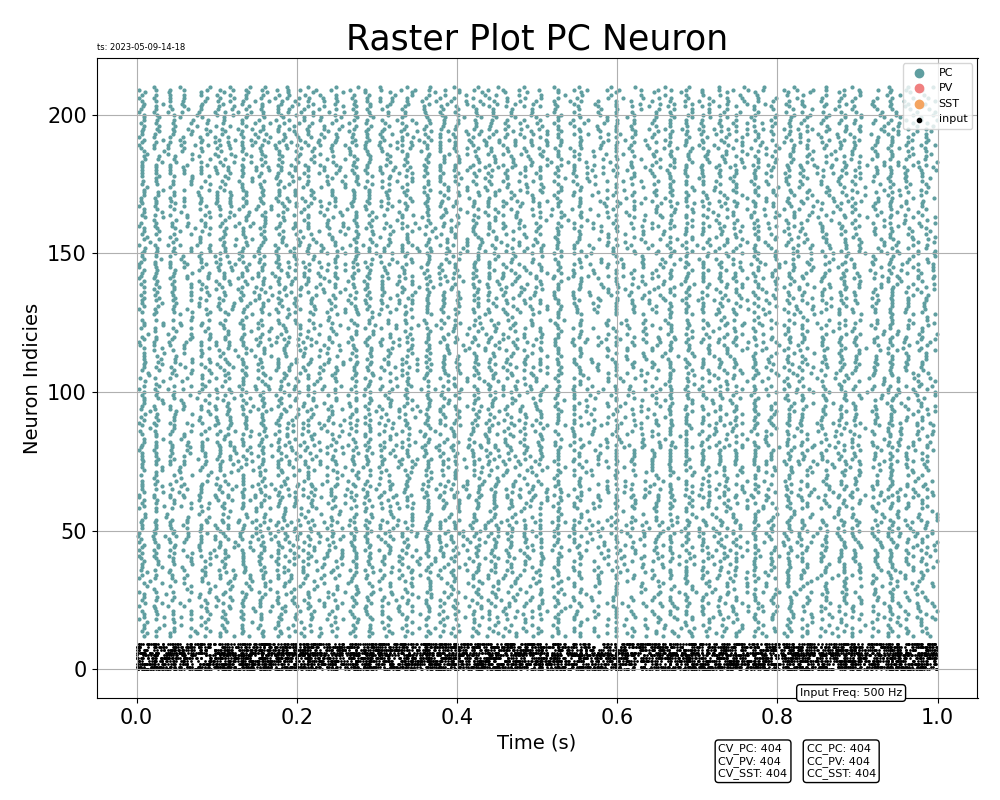 Raster Plot PC Neuron
ts: 2023-05-09-14-18
PC
PV
SST
input
200
150
100
50
0
Neuron Indicies
0.0 0.2 0.4 0.6 0.8 1.0
Time (s)
Input Freq: 500 Hz
CV_PC: 404
CV_PV: 404
CV_SST: 404
CC_PC: 404
CC_PV: 404
CC_SST: 404